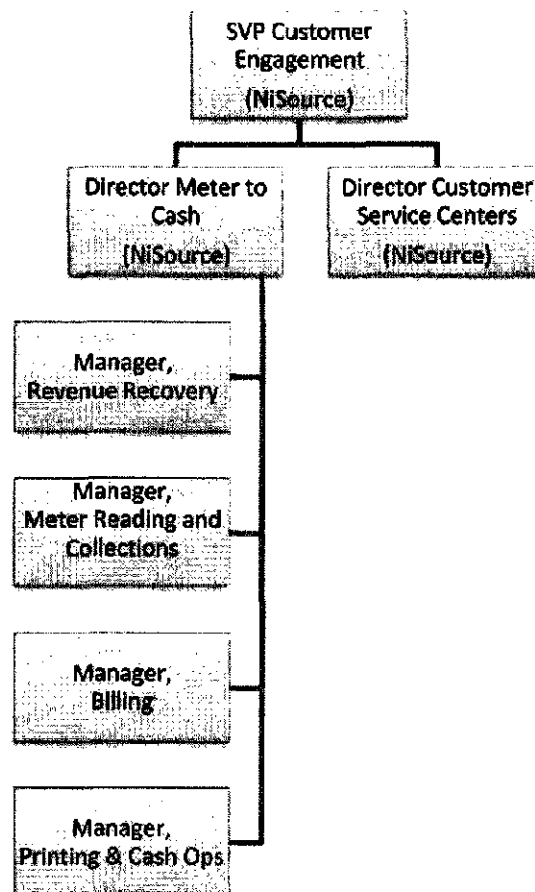 SVP Customer
Engagement
(NiSource)
Director Meter to
Cash
(NiSource)
Director Customer
Service Centers
(NiSource)
Manager,
Revenue Recovery
Manager,
Meter Reading and
Collections
Manager,
Billing
Manager,
Printing & Cash Ops